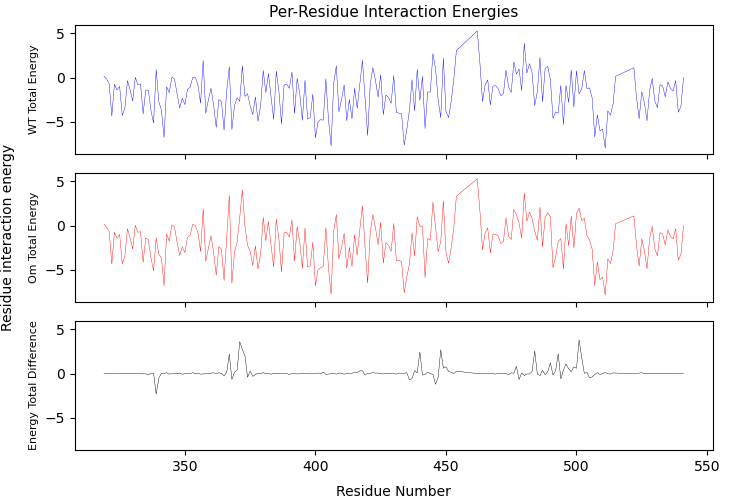 Per-Residue Interaction Energies
Residue interaction energy
WT Total Energy
5
0
−5
Om Total Energy
5
0
−5
Energy Total Difference
5
0
−5
350
400
450
500
550
Residue Number